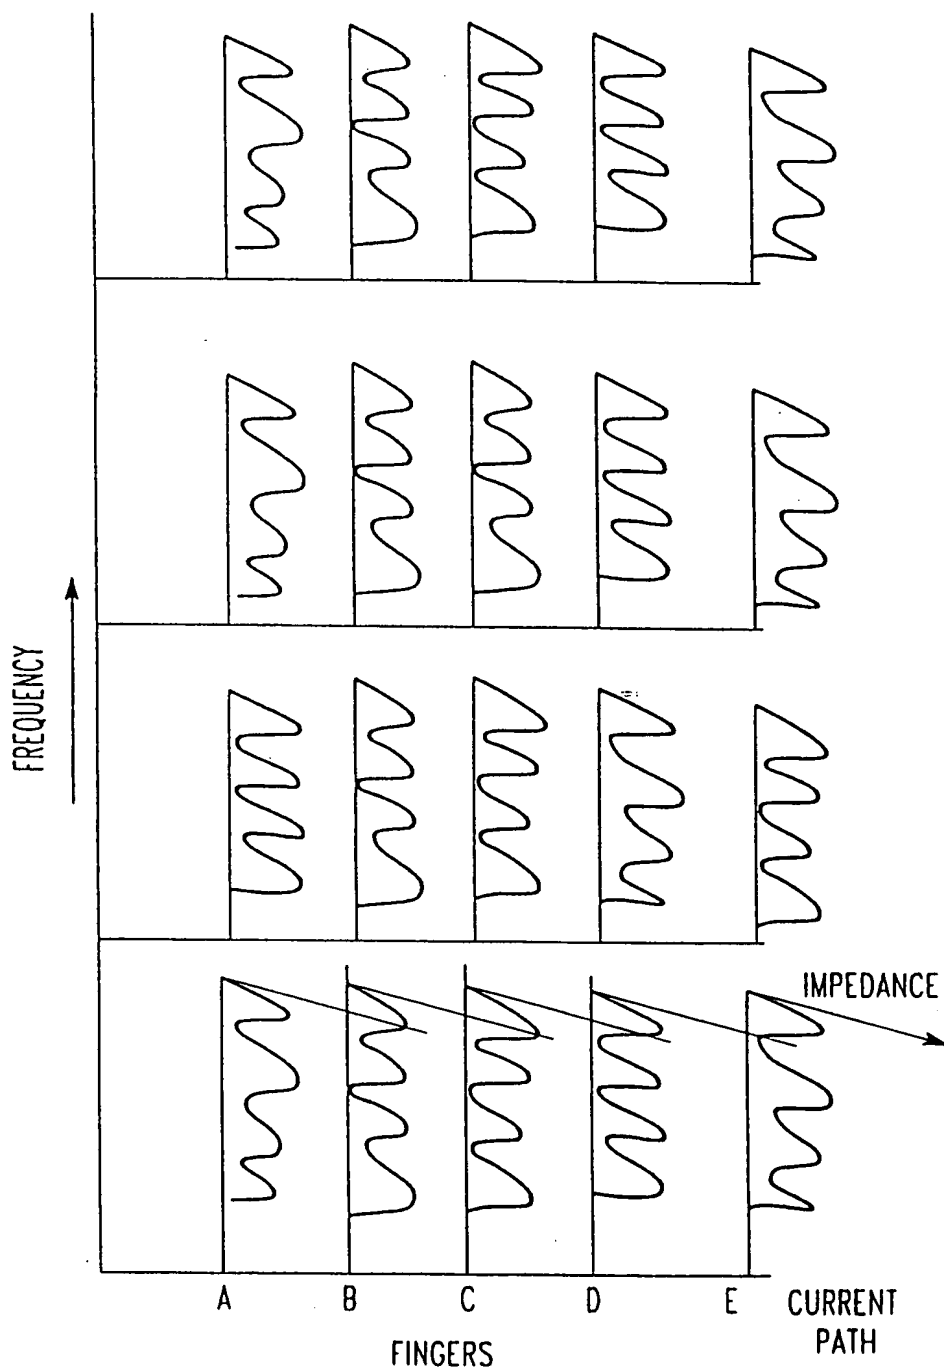 FREQUENCY
IMPEDANCE
A B C D E
CURRENT
PATH
FINGERS